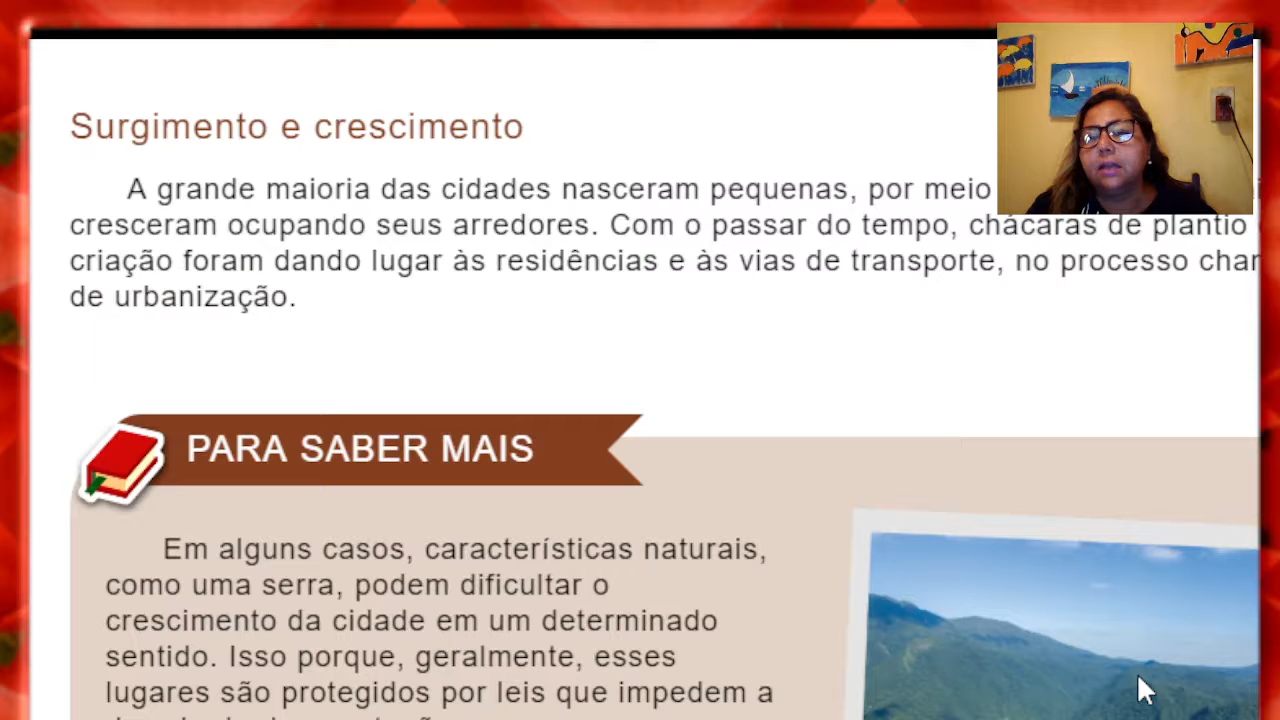 Surgimento e crescimento
A grande maioria das cidades nasceram pequenas, por meio
cresceram ocupando seus arredores. Com o passar do tempo, chácaras de plantio
criação foram dando lugar às residências e às vias de transporte, no processo
de urbanização.
PARA SABER MAIS
Em alguns casos, características naturais,
como uma serra, podem dificultar o
crescimento da cidade em um determinado
sentido. Isso porque, geralmente, esses
lugares são protegidos por leis que impedem a